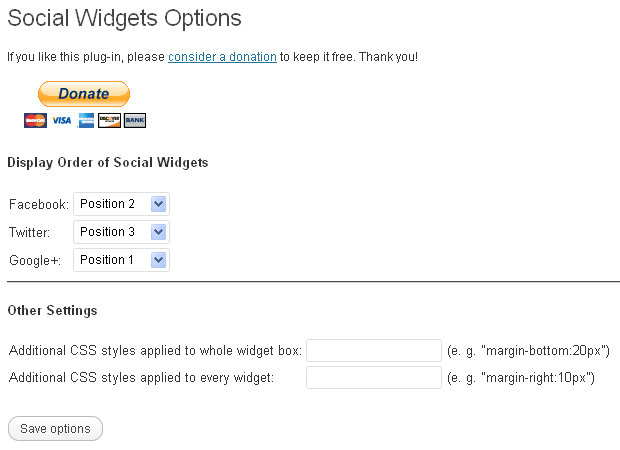 Social Widgets Options
If you like this plug-in, please consider a donation to keep it free. Thank you!
Donate
MasterCard VISA DISCOVER BANK
Display Order of Social Widgets
Facebook: Position 2
Twitter: Position 3
Google+: Position 1
Other Settings
Additional CSS styles applied to whole widget box: (e. g. "margin-bottom:20px")
Additional CSS styles applied to every widget: (e. g. "margin-right:10px")
Save options